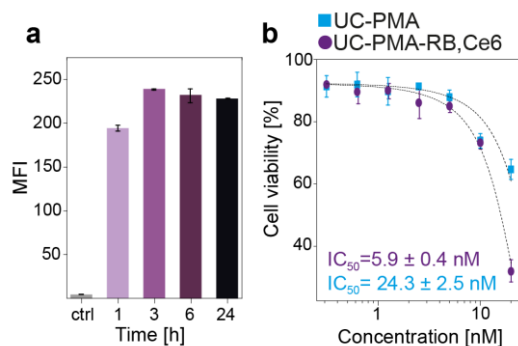 a
MFI
250
200
150
100
50
ctrl 1 3 6 24
Time [h]
b
UC-PMA
UC-PMA-RB,Ce6
Cell viability [%]
100
80
60
40
IC50=5.9 ± 0.4 nM
IC50= 24.3 ± 2.5 nM
1 10
Concentration [nM]